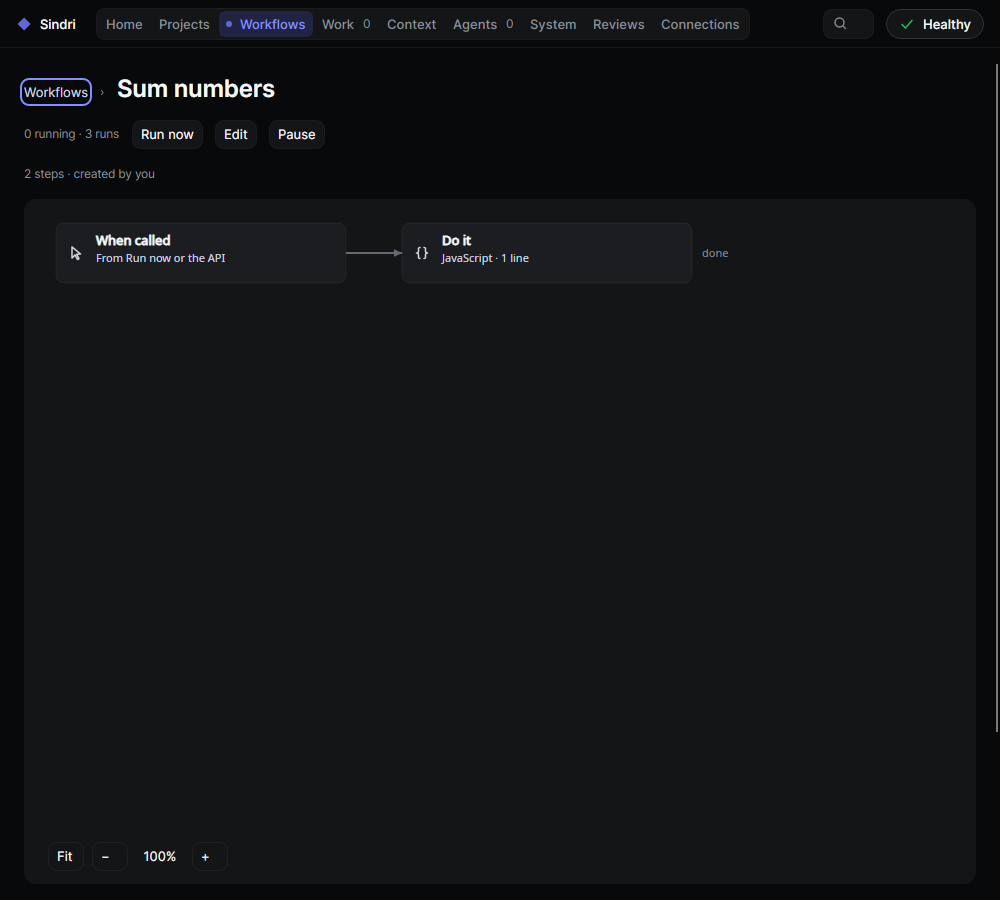 Sindri Home Projects Workflows Work 0 Context Agents 0 System Reviews Connections Healthy
Workflows › Sum numbers
0 running · 3 runs Run now Edit Pause
2 steps · created by you
When called
From Run now or the API
{} Do it
JavaScript · 1 line
done
Fit − 100% +